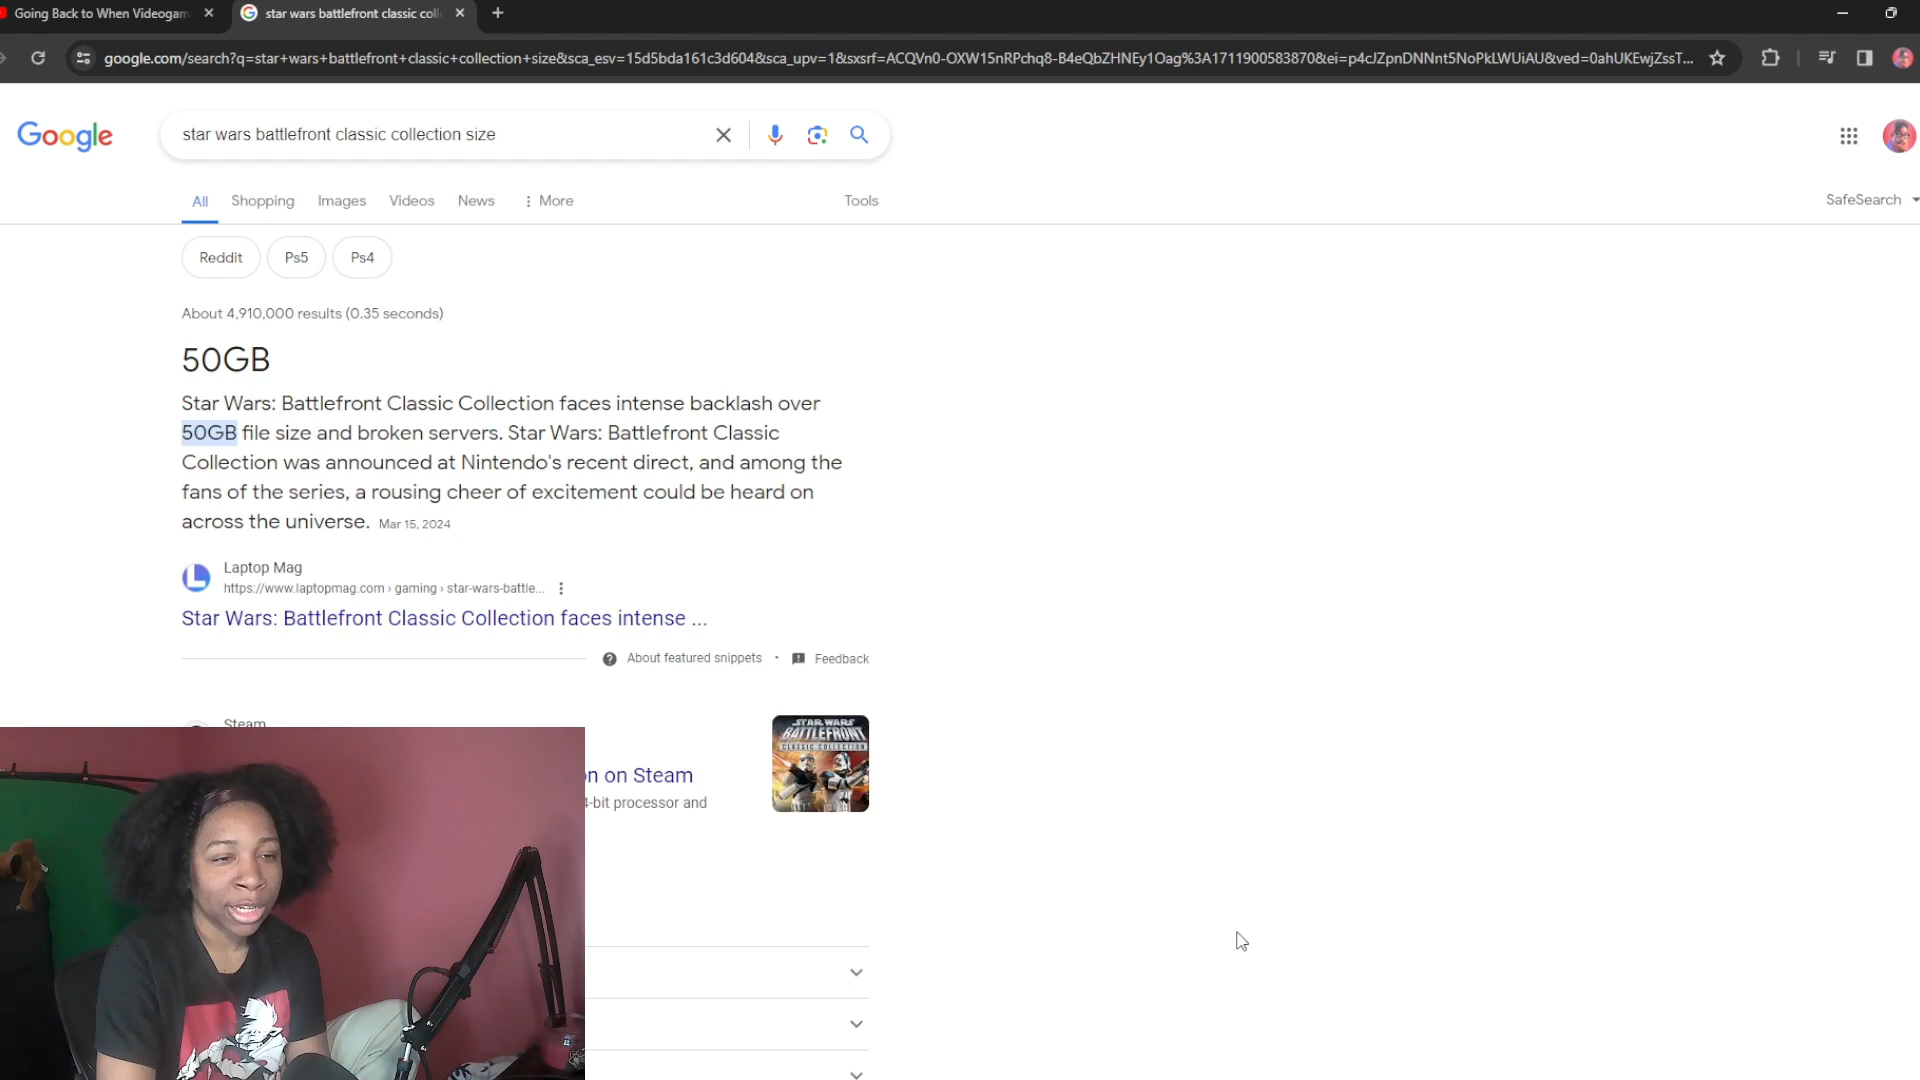 Going Back to When Videogam
star wars battlefront classic coll
google.com/search?q=star+wars+battlefront+classic+collection+size&sca_esv=15d5bda161c3d604&sca_upv=1&sxsrf=ACQVn0-OXW15nRPchq8-B4eQbZHNEy1Oag%3A1711900583870&ei=p4cJZpnDNNnt5NoPkLWUiAU&ved=0ahUKEwjZssT...
Google
star wars battlefront classic collection size
All Shopping Images Videos News More Tools
SafeSearch
Reddit Ps5 Ps4
About 4,910,000 results (0.35 seconds)
50GB
Star Wars: Battlefront Classic Collection faces intense backlash over
50GB file size and broken servers. Star Wars: Battlefront Classic
Collection was announced at Nintendo's recent direct, and among the
fans of the series, a rousing cheer of excitement could be heard on
across the universe. Mar 15, 2024
Laptop Mag
https://www.laptopmag.com › gaming › star-wars-battle...
Star Wars: Battlefront Classic Collection faces intense ...
About featured snippets • Feedback
Steam
on Steam
-bit processor and
STAR WARS
BATTLEFRONT
CLASSIC COLLECTION